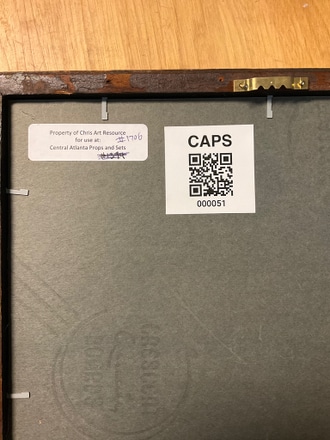 Property of Chris Art Resource
for use at:
#1706
Central Atlanta Props and Sets
CAPS
000051